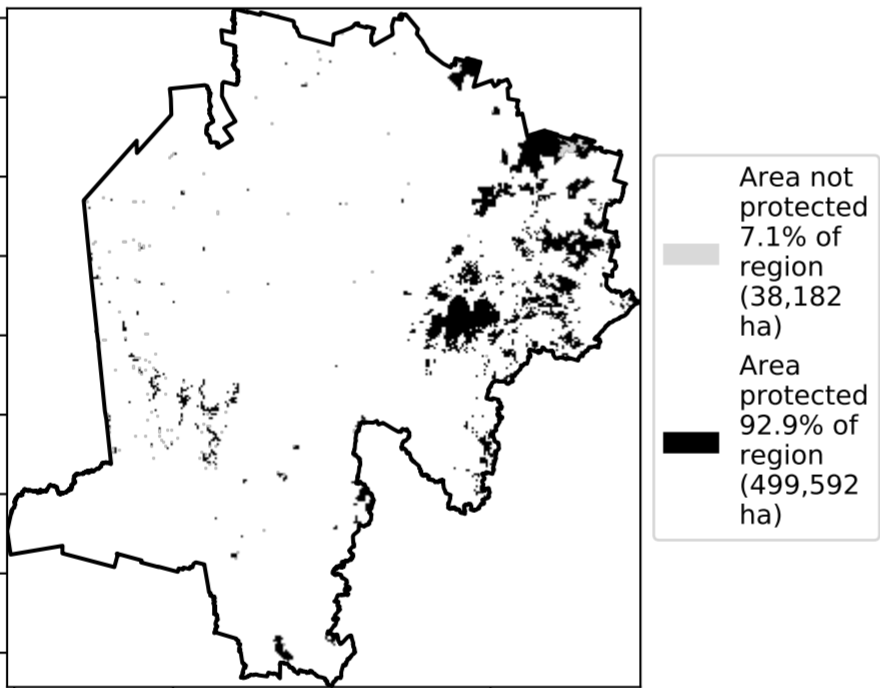 Area not
protected
7.1% of
region
(38,182
ha)
Area
protected
92.9% of
region
(499,592
ha)